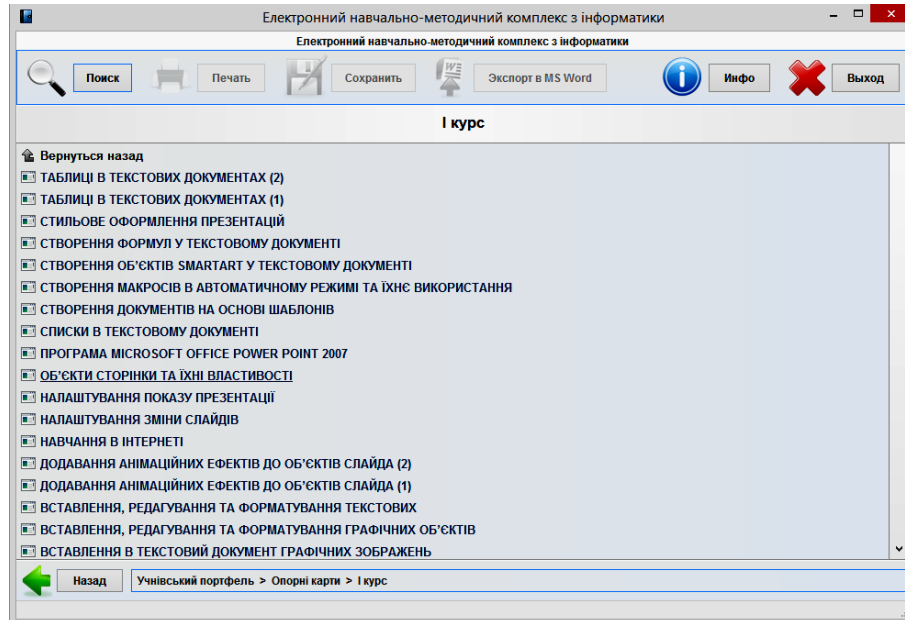 Електронний навчально-методичний комплекс з інформатики
Електронний навчально-методичний комплекс з інформатики
Поиск Печать Сохранить Экспорт в MS Word Инфо Выход
І курс
Вернуться назад
ТАБЛИЦІ В ТЕКСТОВИХ ДОКУМЕНТАХ (2)
ТАБЛИЦІ В ТЕКСТОВИХ ДОКУМЕНТАХ (1)
СТИЛЬОВЕ ОФОРМЛЕННЯ ПРЕЗЕНТАЦІЙ
СТВОРЕННЯ ФОРМУЛ У ТЕКСТОВОМУ ДОКУМЕНТІ
СТВОРЕННЯ ОБ'ЄКТІВ SMARTART У ТЕКСТОВОМУ ДОКУМЕНТІ
СТВОРЕННЯ МАКРОСІВ В АВТОМАТИЧНОМУ РЕЖИМІ ТА ЇХНЄ ВИКОРИСТАННЯ
СТВОРЕННЯ ДОКУМЕНТІВ НА ОСНОВІ ШАБЛОНІВ
СПИСКИ В ТЕКСТОВОМУ ДОКУМЕНТІ
ПРОГРАМА MICROSOFT OFFICE POWER POINT 2007
ОБ'ЄКТИ СТОРІНКИ ТА ЇХНІ ВЛАСТИВОСТІ
НАЛАШТУВАННЯ ПОКАЗУ ПРЕЗЕНТАЦІЇ
НАЛАШТУВАННЯ ЗМІНИ СЛАЙДІВ
НАВЧАННЯ В ІНТЕРНЕТІ
ДОДАВАННЯ АНІМАЦІЙНИХ ЕФЕКТІВ ДО ОБ'ЄКТІВ СЛАЙДА (2)
ДОДАВАННЯ АНІМАЦІЙНИХ ЕФЕКТІВ ДО ОБ'ЄКТІВ СЛАЙДА (1)
ВСТАВЛЕННЯ, РЕДАГУВАННЯ ТА ФОРМАТУВАННЯ ТЕКСТОВИХ
ВСТАВЛЕННЯ, РЕДАГУВАННЯ ТА ФОРМАТУВАННЯ ГРАФІЧНИХ ОБ'ЄКТІВ
ВСТАВЛЕННЯ В ТЕКСТОВИЙ ДОКУМЕНТ ГРАФІЧНИХ ЗОБРАЖЕНЬ
Назад Учнівський портфель > Опорні карти > І курс